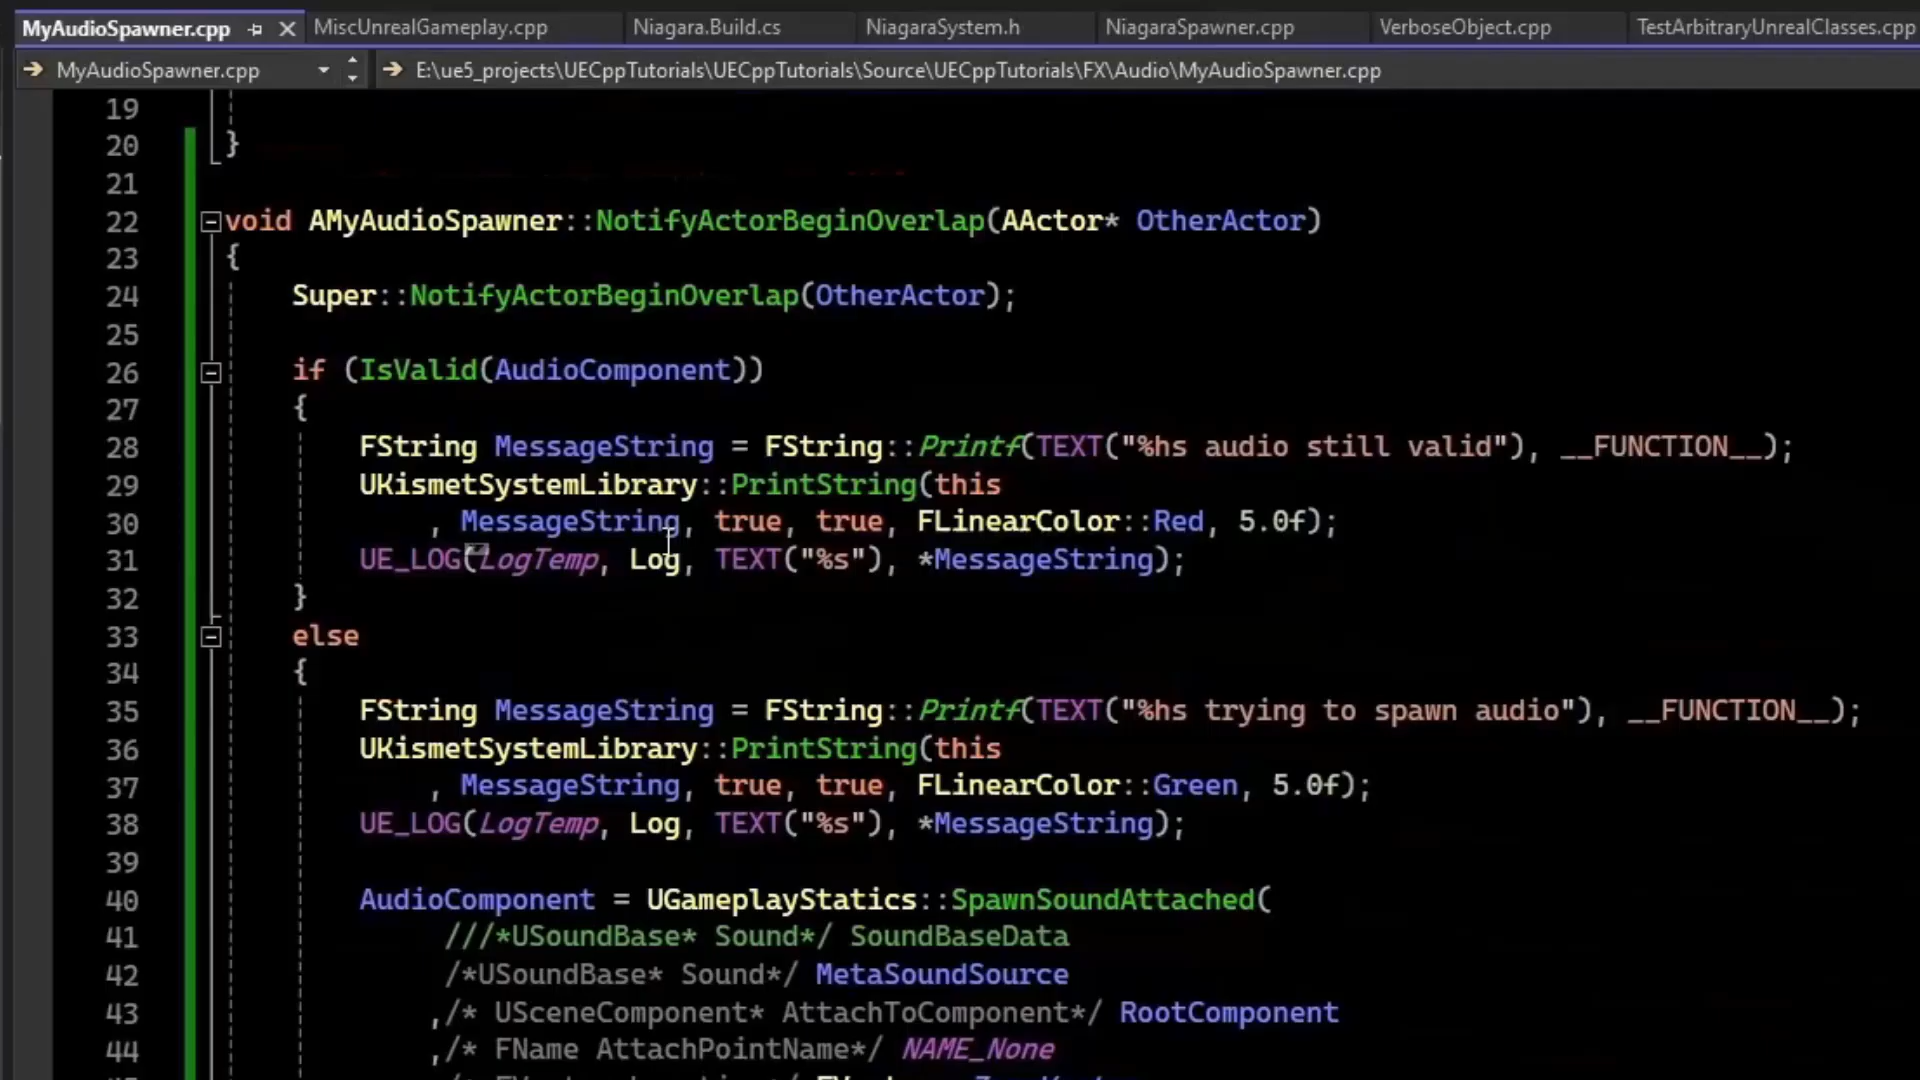 MyAudioSpawner.cpp MiscUnrealGameplay.cpp Niagara.Build.cs NiagaraSystem.h NiagaraSpawner.cpp VerboseObject.cpp TestArbitraryUnrealClasses.cpp
MyAudioSpawner.cpp E:\ue5_projects\UECppTutorials\UECppTutorials\Source\UECppTutorials\FX\Audio\MyAudioSpawner.cpp
19
20 }
21
22 void AMyAudioSpawner::NotifyActorBeginOverlap(AActor* OtherActor)
23 {
24 Super::NotifyActorBeginOverlap(OtherActor);
25
26 if (IsValid(AudioComponent))
27 {
28 FString MessageString = FString::Printf(TEXT("%hs audio still valid"), __FUNCTION__);
29 UKismetSystemLibrary::PrintString(this
30 , MessageString, true, true, FLinearColor::Red, 5.0f);
31 UE_LOG(LogTemp, Log, TEXT("%s"), *MessageString);
32 }
33 else
34 {
35 FString MessageString = FString::Printf(TEXT("%hs trying to spawn audio"), __FUNCTION__);
36 UKismetSystemLibrary::PrintString(this
37 , MessageString, true, true, FLinearColor::Green, 5.0f);
38 UE_LOG(LogTemp, Log, TEXT("%s"), *MessageString);
39
40 AudioComponent = UGameplayStatics::SpawnSoundAttached(
41 ///*USoundBase* Sound*/ SoundBaseData
42 /*USoundBase* Sound*/ MetaSoundSource
43 ,/* USceneComponent* AttachToComponent*/ RootComponent
44 ,/* FName AttachPointName*/ NAME_None